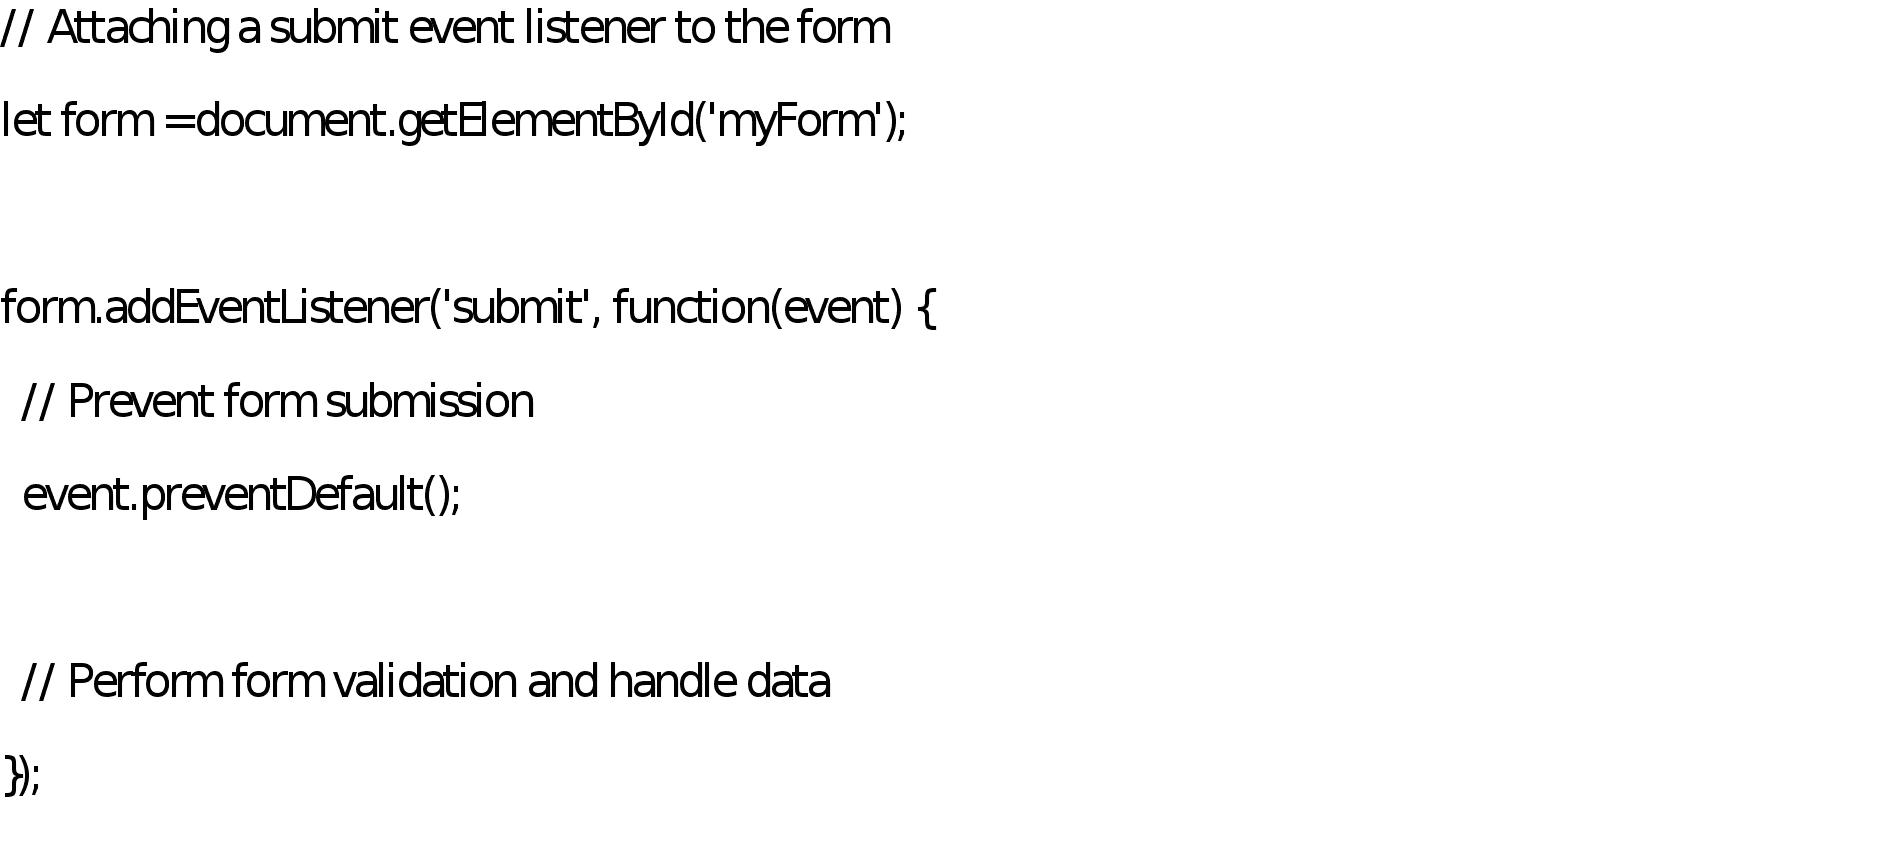 // Attaching a submit event listener to the form
let form = document.getElementById('myForm');
form.addEventListener('submit', function(event) {
// Prevent form submission
event.preventDefault();
// Perform form validation and handle data
});